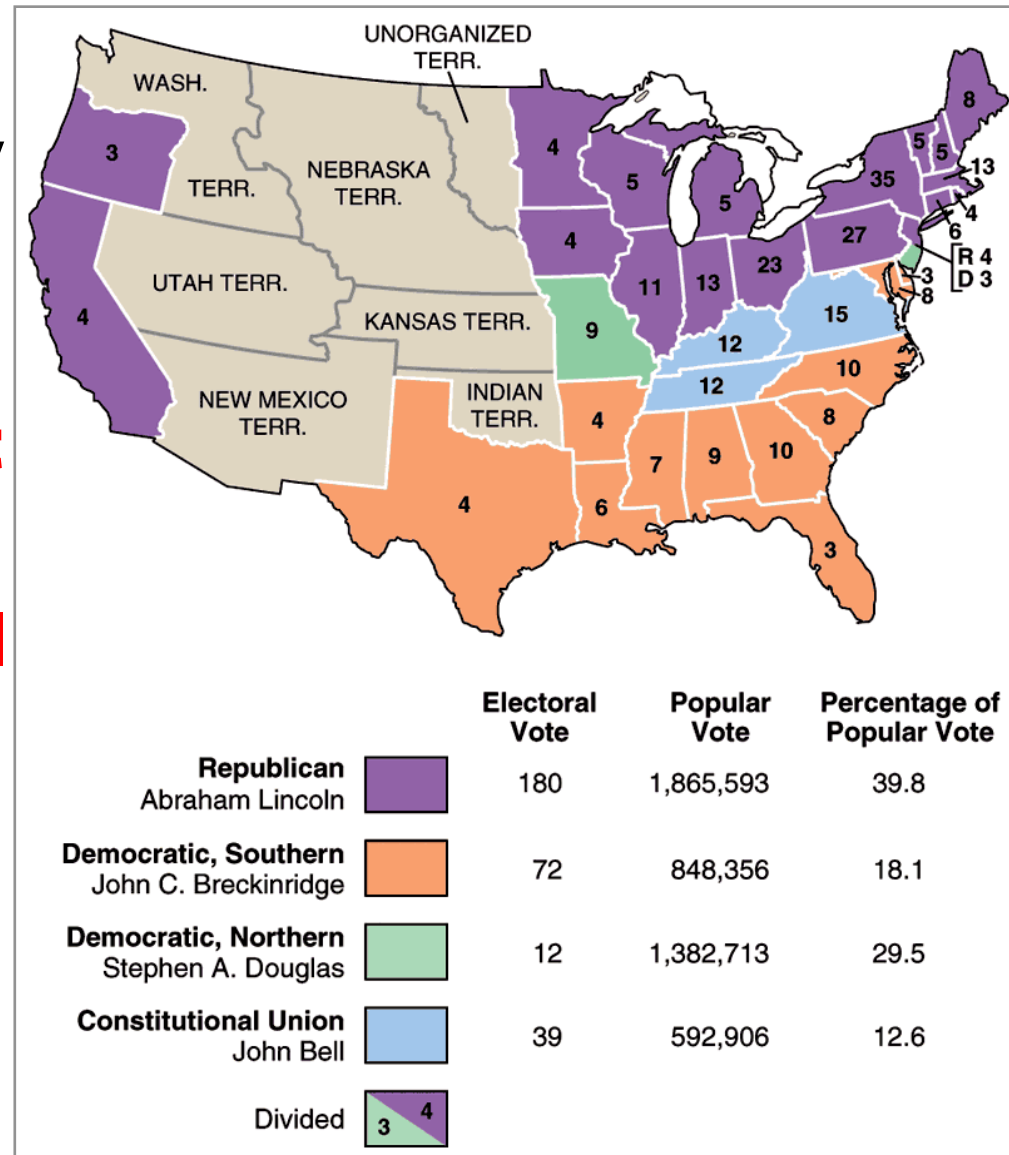 UNORGANIZED
TERR.
WASH.
8
3
4
5
5
NEBRASKA
TERR.
TERR.
5
5
35
13
4
6
27
4
23
R 4
D 3
UTAH TERR.
11
13
3
8
4
15
KANSAS TERR.
9
12
10
12
NEW MEXICO
TERR.
INDIAN
TERR.
4
8
7
9
10
4
6
3
Electoral
Vote
Popular
Vote
Percentage of
Popular Vote
Republican
Abraham Lincoln
180
1,865,593
39.8
Democratic, Southern
John C. Breckinridge
72
848,356
18.1
Democratic, Northern
Stephen A. Douglas
12
1,382,713
29.5
Constitutional Union
John Bell
39
592,906
12.6
Divided
3
4